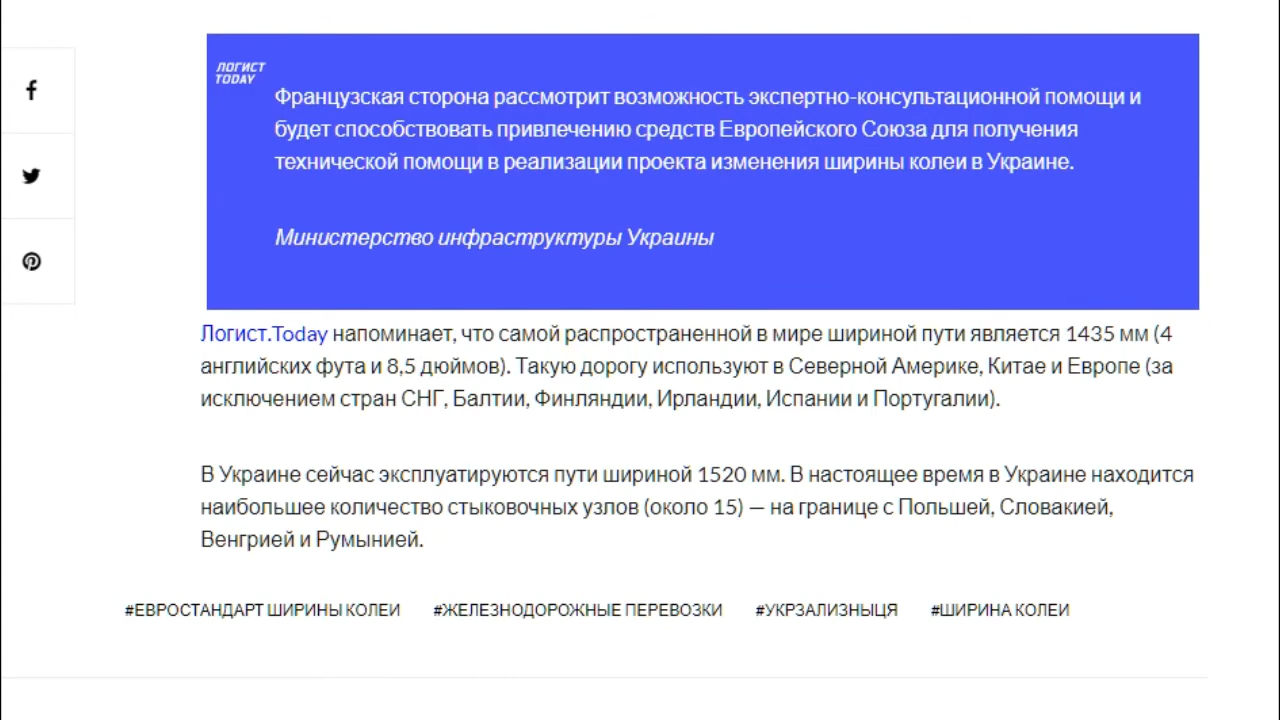 ЛОГИСТ
TODAY
Французская сторона рассмотрит возможность экспертно-консультационной помощи и
будет способствовать привлечению средств Европейского Союза для получения
технической помощи в реализации проекта изменения ширины колеи в Украине.
Министерство инфраструктуры Украины
Логист.Today напоминает, что самой распространенной в мире шириной пути является 1435 мм (4
английских фута и 8,5 дюймов). Такую дорогу используют в Северной Америке, Китае и Европе (за
исключением стран СНГ, Балтии, Финляндии, Ирландии, Испании и Португалии).
В Украине сейчас эксплуатируются пути шириной 1520 мм. В настоящее время в Украине находится
наибольшее количество стыковочных узлов (около 15) — на границе с Польшей, Словакией,
Венгрией и Румынией.
#ЕВРОСТАНДАРТ ШИРИНЫ КОЛЕИ #ЖЕЛЕЗНОДОРОЖНЫЕ ПЕРЕВОЗКИ #УКРЗАЛИЗНЫЦЯ #ШИРИНА КОЛЕИ